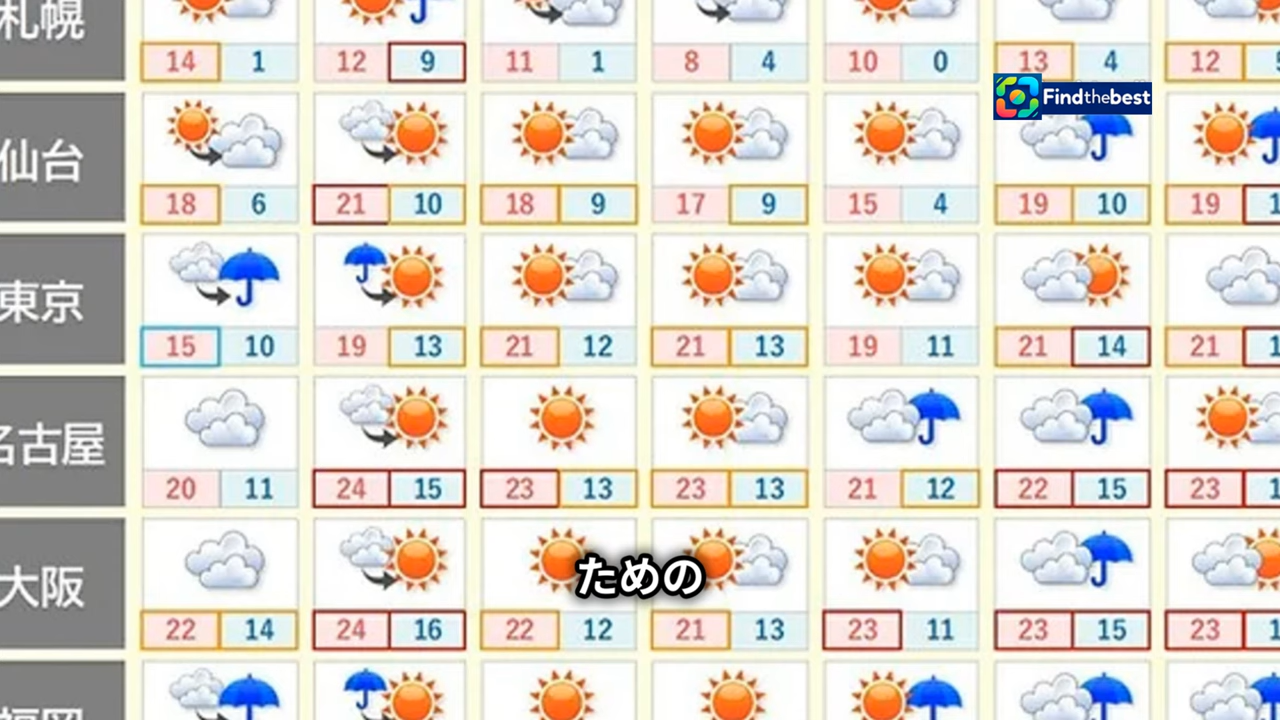 札幌
14 1 12 9 11 1 8 4 10 0 13 4 12
Findthebest
仙台
18 6 21 10 18 9 17 9 15 4 19 10 19
東京
15 10 19 13 21 12 21 13 19 11 21 14 21
名古屋
20 11 24 15 23 13 23 13 21 12 22 15 23
大阪
ための
22 14 24 16 22 12 21 13 23 11 23 15 23
福岡